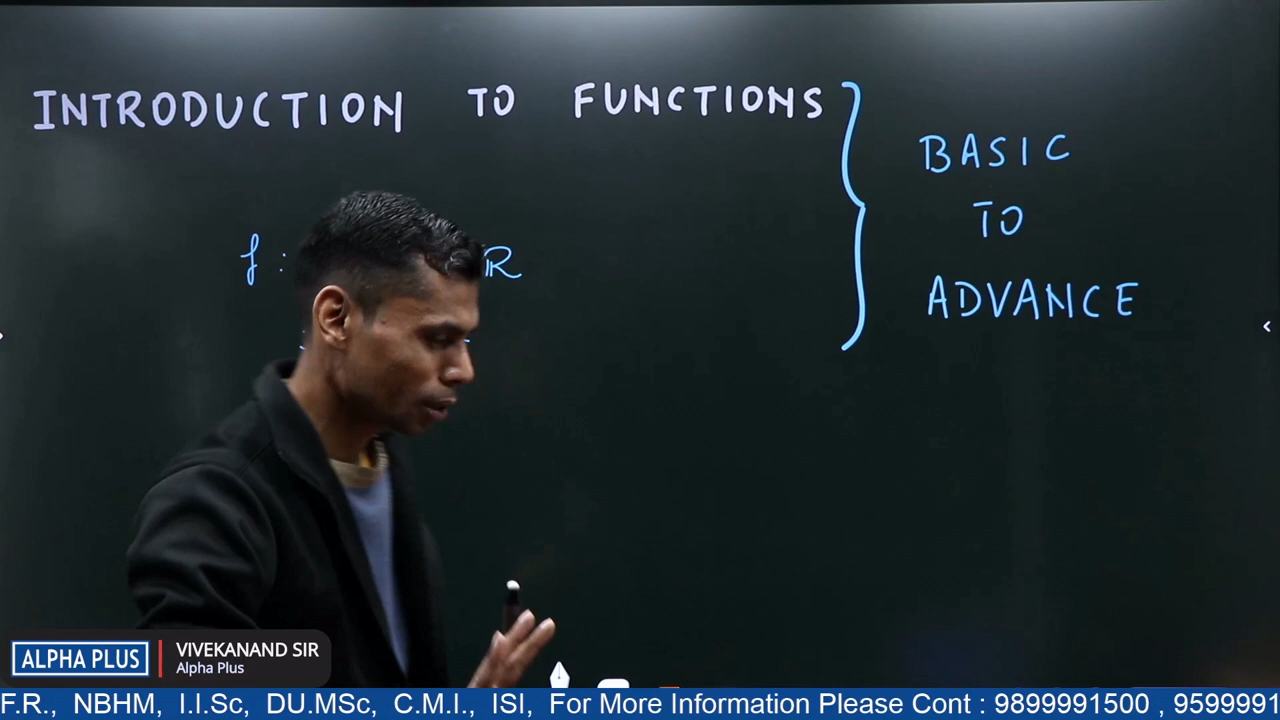 INTRODUCTION TO FUNCTIONS
BASIC
TO
ADVANCE
f :
R
ALPHA PLUS
VIVEKANAND SIR
Alpha Plus
F.R., NBHM, I.I.Sc, DU.MSc, C.M.I., ISI, For More Information Please Cont : 9899991500 , 9599991